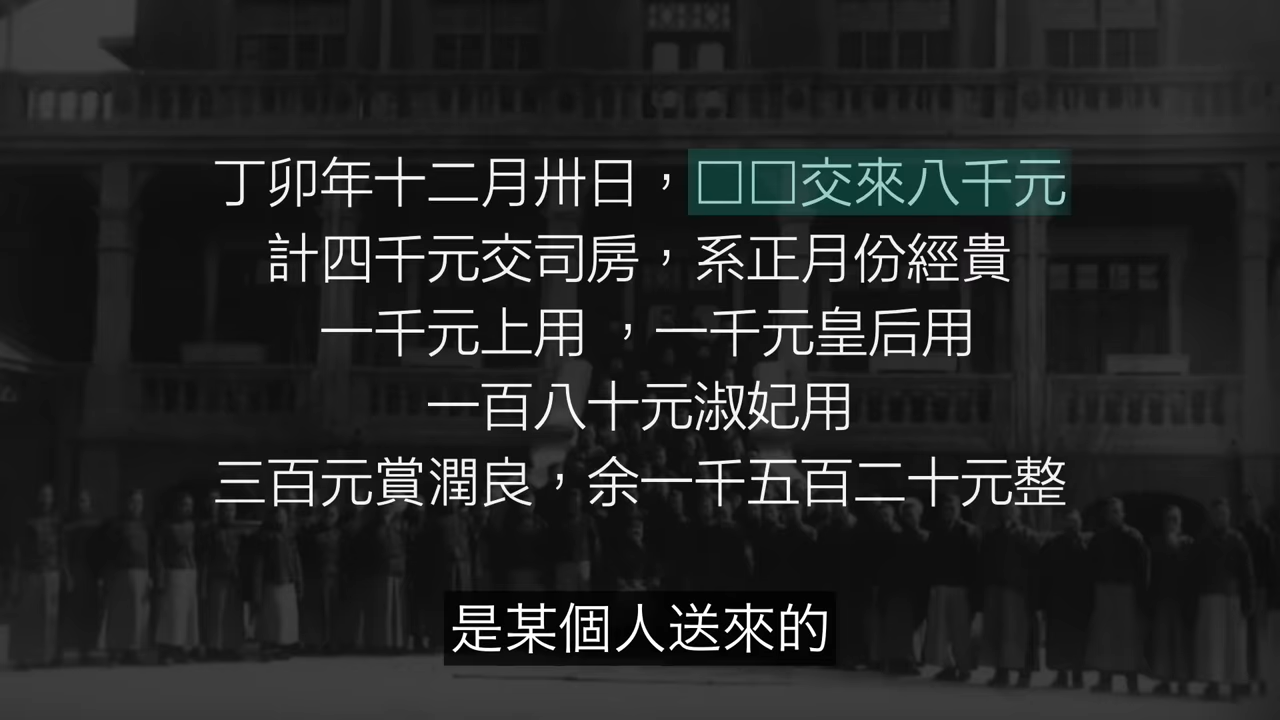 丁卯年十二月卅日，□□交來八千元
計四千元交司房，系正月份經貴
一千元上用 ，一千元皇后用
一百八十元淑妃用
三百元賞潤良，余一千五百二十元整
是某個人送來的